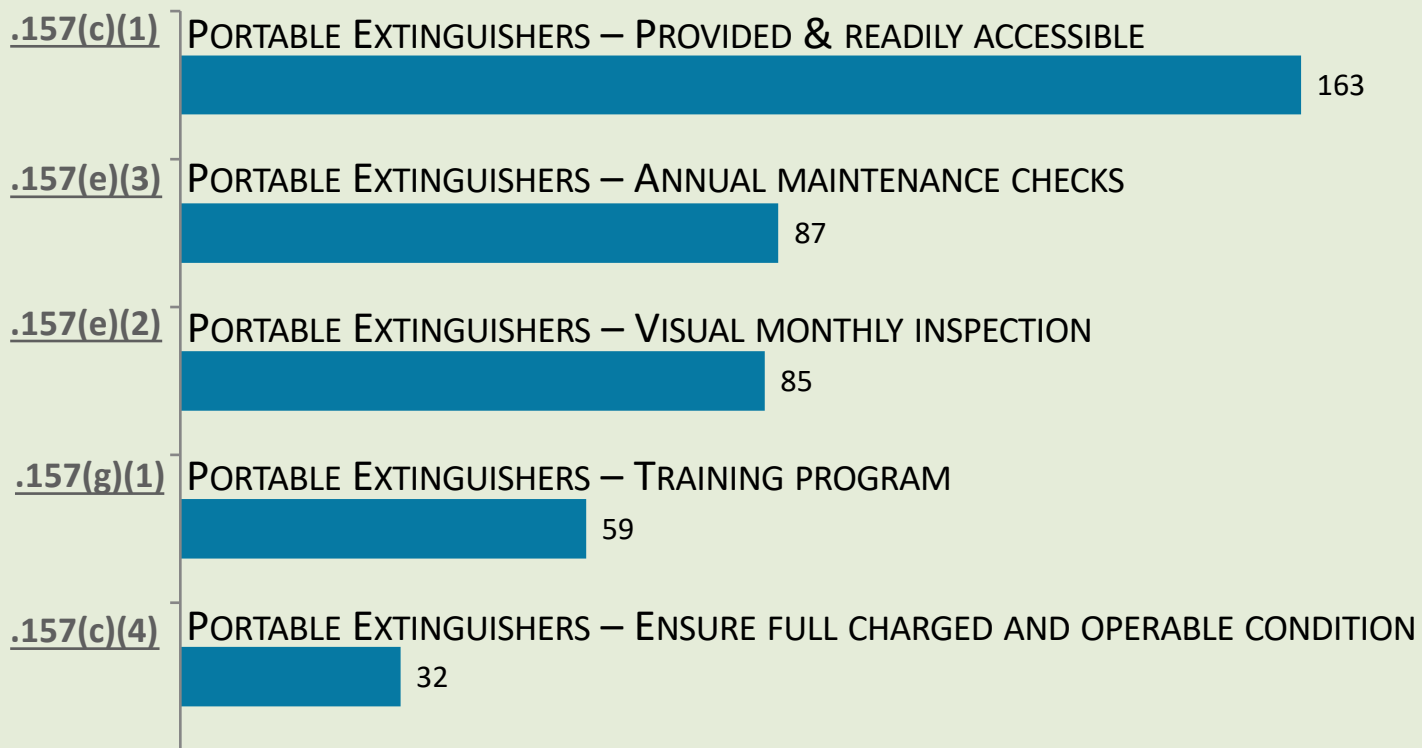 .157(c)(1) Portable Extinguishers – Provided & readily accessible
163
.157(e)(3) Portable Extinguishers – Annual maintenance checks
87
.157(e)(2) Portable Extinguishers – Visual monthly inspection
85
.157(g)(1) Portable Extinguishers – Training program
59
.157(c)(4) Portable Extinguishers – Ensure full charged and operable condition
32